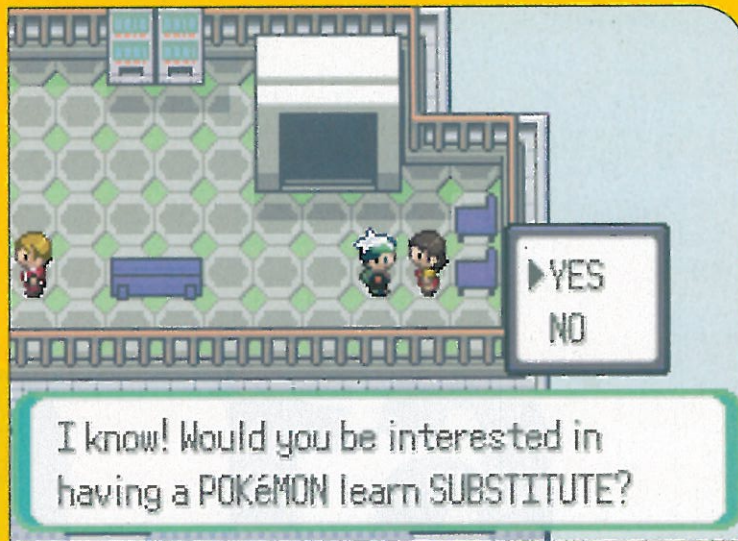 YES
NO
I know! Would you be interested in
having a POKéMON learn SUBSTITUTE?